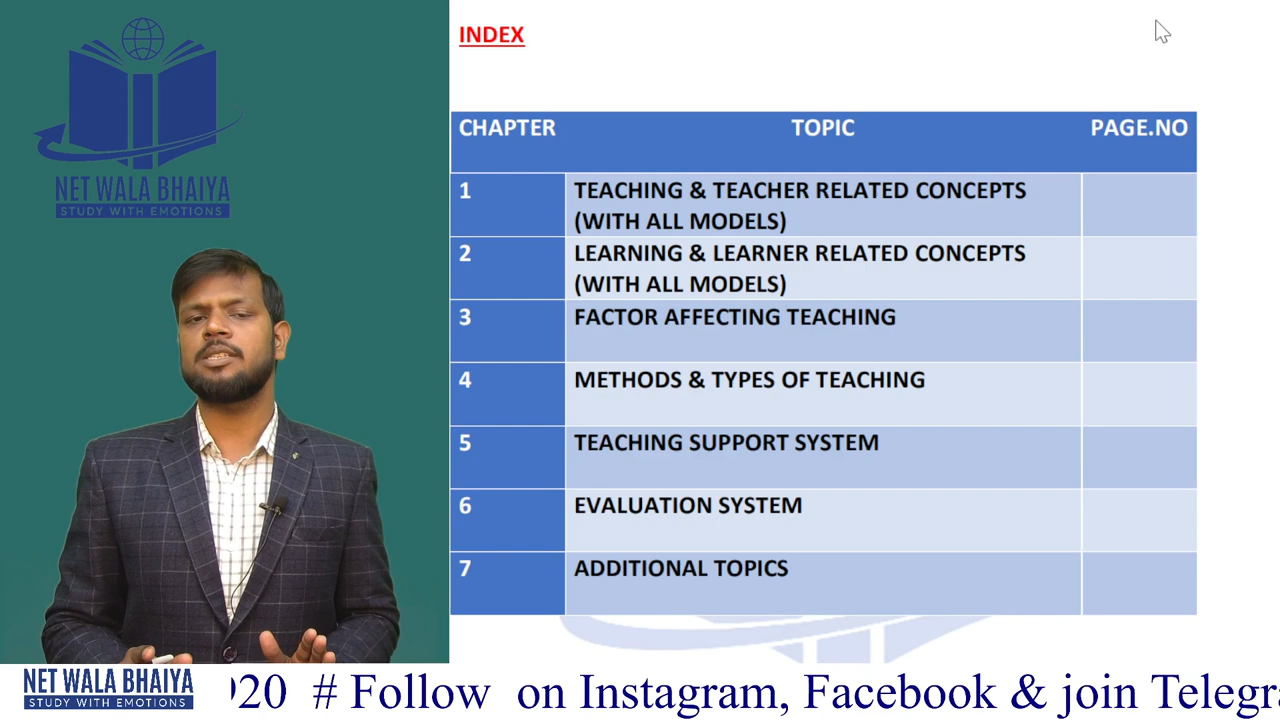 NET WALA BHAIYA
STUDY WITH EMOTIONS
INDEX
CHAPTER TOPIC PAGE.NO
1 TEACHING & TEACHER RELATED CONCEPTS
(WITH ALL MODELS)
2 LEARNING & LEARNER RELATED CONCEPTS
(WITH ALL MODELS)
3 FACTOR AFFECTING TEACHING
4 METHODS & TYPES OF TEACHING
5 TEACHING SUPPORT SYSTEM
6 EVALUATION SYSTEM
7 ADDITIONAL TOPICS
NET WALA BHAIYA
STUDY WITH EMOTIONS
20 # Follow on Instagram, Facebook & join Telegra